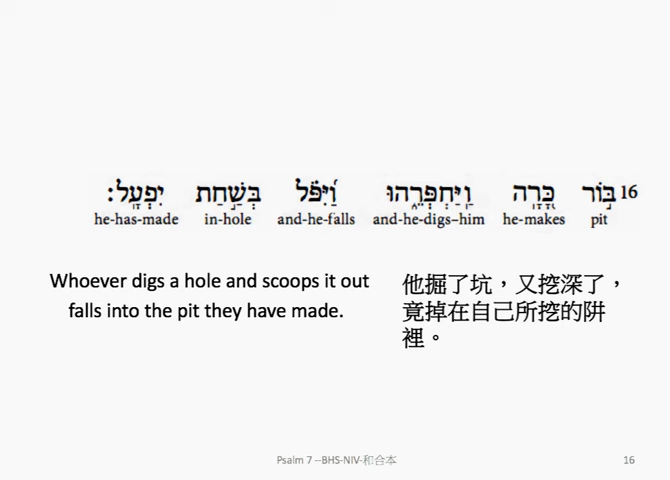 16 בּ֣וֹר כָּ֭רָֽה וַֽיַּחְפְּרֵ֑הוּ וַ֝יִּפֹּ֗ל בְּשַׁ֣חַת יִפְעָֽל׃
pit he-makes and-he-digs–him and-he-falls in-hole he-has-made
Whoever digs a hole and scoops it out
falls into the pit they have made.
他掘了坑，又挖深了，
竟掉在自己所挖的阱
裡。
Psalm 7 --BHS-NIV-和合本
16